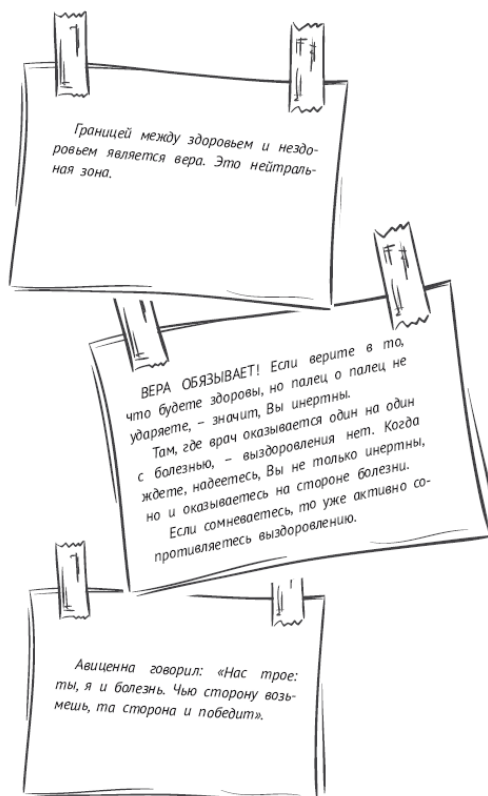 Границей между здоровьем и нездо-
ровьем является вера. Это нейтраль-
ная зона.
ВЕРА ОБЯЗЫВАЕТ! Если верите в то,
что будете здоровы, но палец о палец не
ударяете, – значит, Вы инертны.
Там, где врач оказывается один на один
с болезнью, – выздоровления нет. Когда
ждете, надеетесь, Вы не только инертны,
но и оказываетесь на стороне болезни.
Если сомневаетесь, то уже активно со-
противляетесь выздоровлению.
Авиценна говорил: «Нас трое:
ты, я и болезнь. Чью сторону возь-
мешь, та сторона и победит».